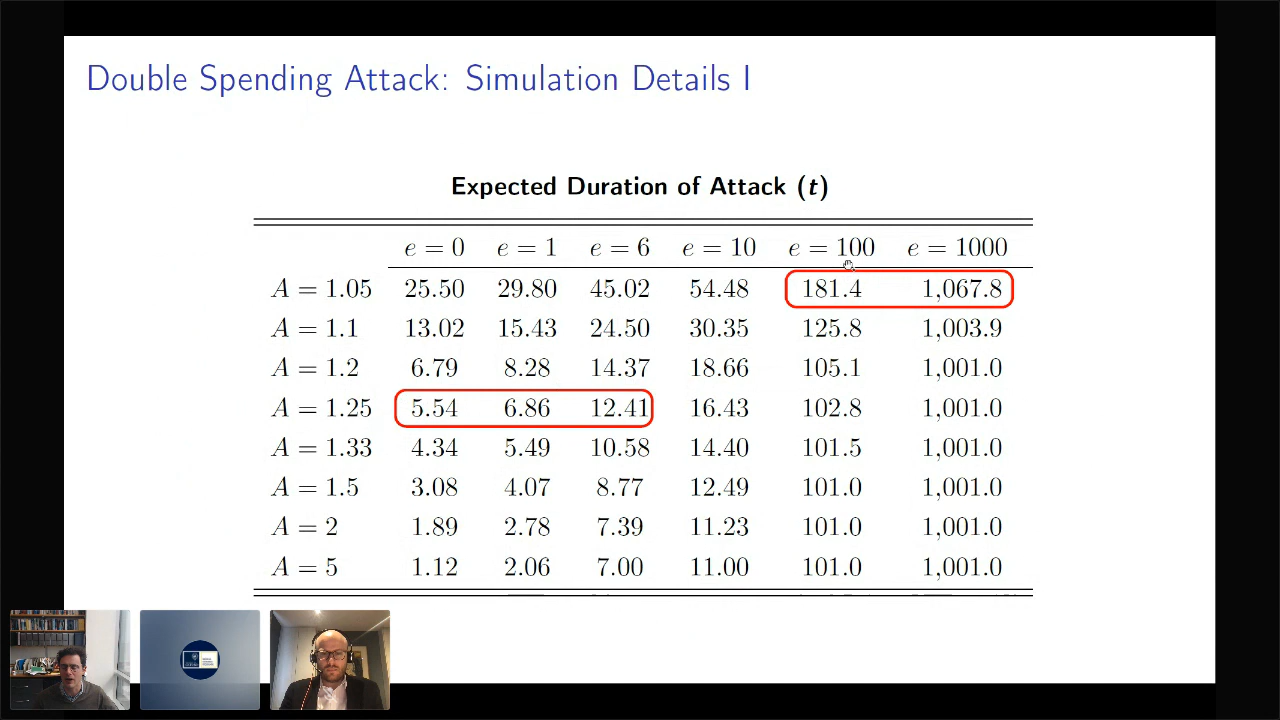 Double Spending Attack: Simulation Details I
Expected Duration of Attack (t)
e = 0 e = 1 e = 6 e = 10 e = 100 e = 1000
A = 1.05 25.50 29.80 45.02 54.48 181.4 1,067.8
A = 1.1 13.02 15.43 24.50 30.35 125.8 1,003.9
A = 1.2 6.79 8.28 14.37 18.66 105.1 1,001.0
A = 1.25 5.54 6.86 12.41 16.43 102.8 1,001.0
A = 1.33 4.34 5.49 10.58 14.40 101.5 1,001.0
A = 1.5 3.08 4.07 8.77 12.49 101.0 1,001.0
A = 2 1.89 2.78 7.39 11.23 101.0 1,001.0
A = 5 1.12 2.06 7.00 11.00 101.0 1,001.0